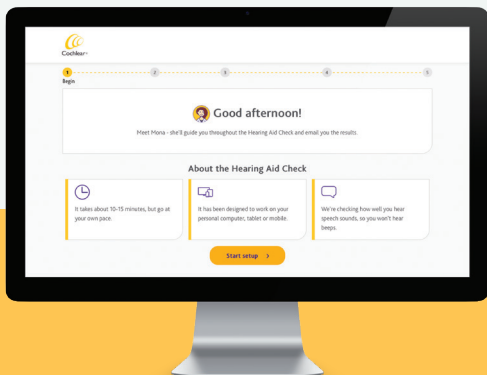 Cochlear™
1 2 3 4 5
Begin
Good afternoon!
Meet Mona - she'll guide you throughout the Hearing Aid Check and email you the results.
About the Hearing Aid Check
It takes about 10-15 minutes, but go at
your own pace.
It has been designed to work on your
personal computer, tablet or mobile.
We're checking how well you hear
speech sounds, so you won't hear
beeps.
Start setup >